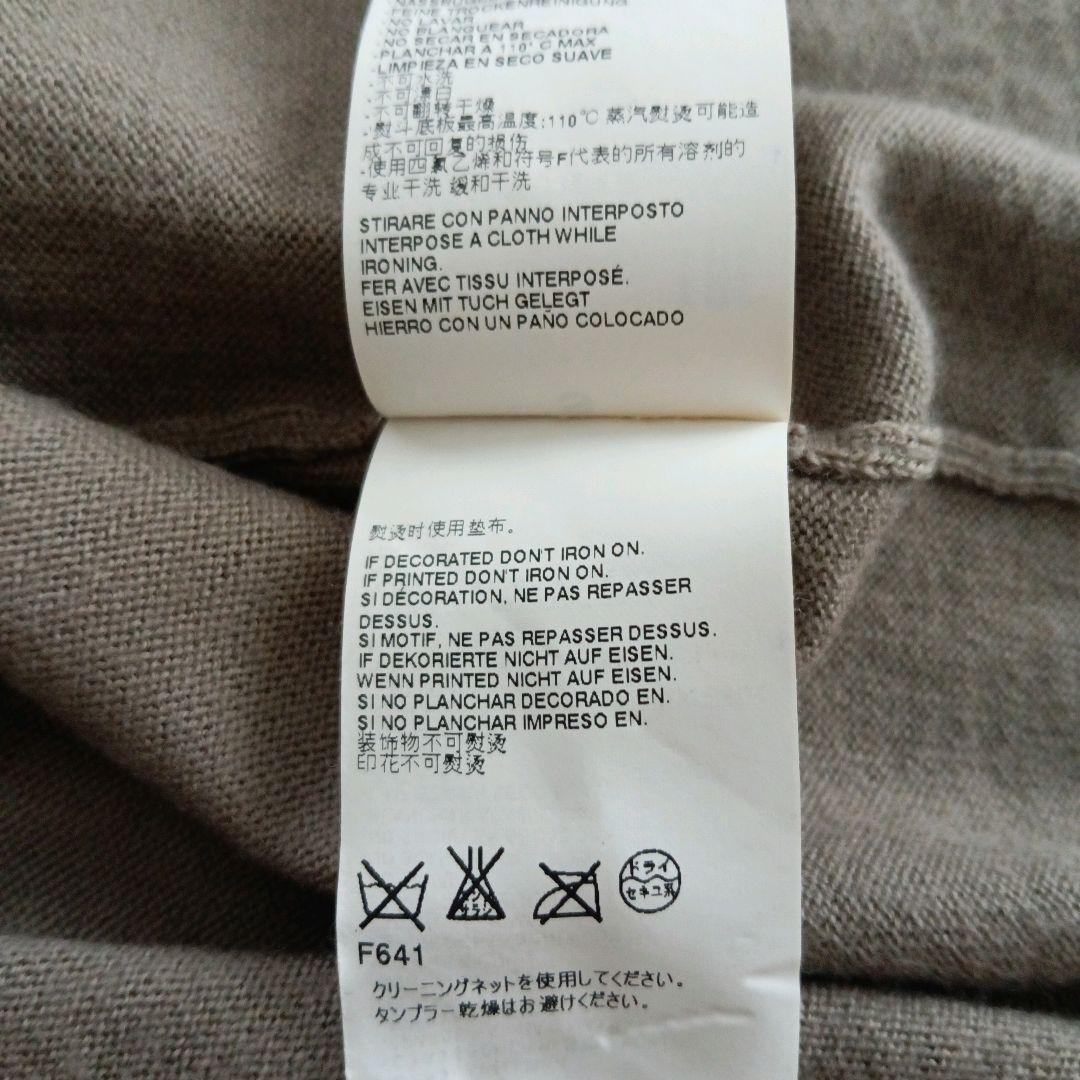 -FEINE TROCKENREINIGUNG
-NO LAVAR
-NO BLANQUEAR
-NO SECAR EN SECADORA
-PLANCHAR A 110°C MAX
-LIMPIEZA EN SECO SUAVE
-不可水洗
-不可漂白
-不可翻转干燥
-熨斗底板最高温度:110℃ 蒸汽熨烫可能造
成不可回复的损伤
-使用四氯乙烯和符号F代表的所有溶剂的
专业干洗 缓和干洗
STIRARE CON PANNO INTERPOSTO
INTERPOSE A CLOTH WHILE
IRONING.
FER AVEC TISSU INTERPOSÉ.
EISEN MIT TUCH GELEGT
HIERRO CON UN PAÑO COLOCADO
熨烫时使用垫布。
IF DECORATED DON'T IRON ON.
IF PRINTED DON'T IRON ON.
SI DÉCORATION, NE PAS REPASSER
DESSUS.
SI MOTIF, NE PAS REPASSER DESSUS.
IF DEKORIERTE NICHT AUF EISEN.
WENN PRINTED NICHT AUF EISEN.
SI NO PLANCHAR DECORADO EN.
SI NO PLANCHAR IMPRESO EN.
装饰物不可熨烫
印花不可熨烫
ドライ
セキユ系
F641
クリーニングネットを使用してください。
タンブラー乾燥はお避けください。